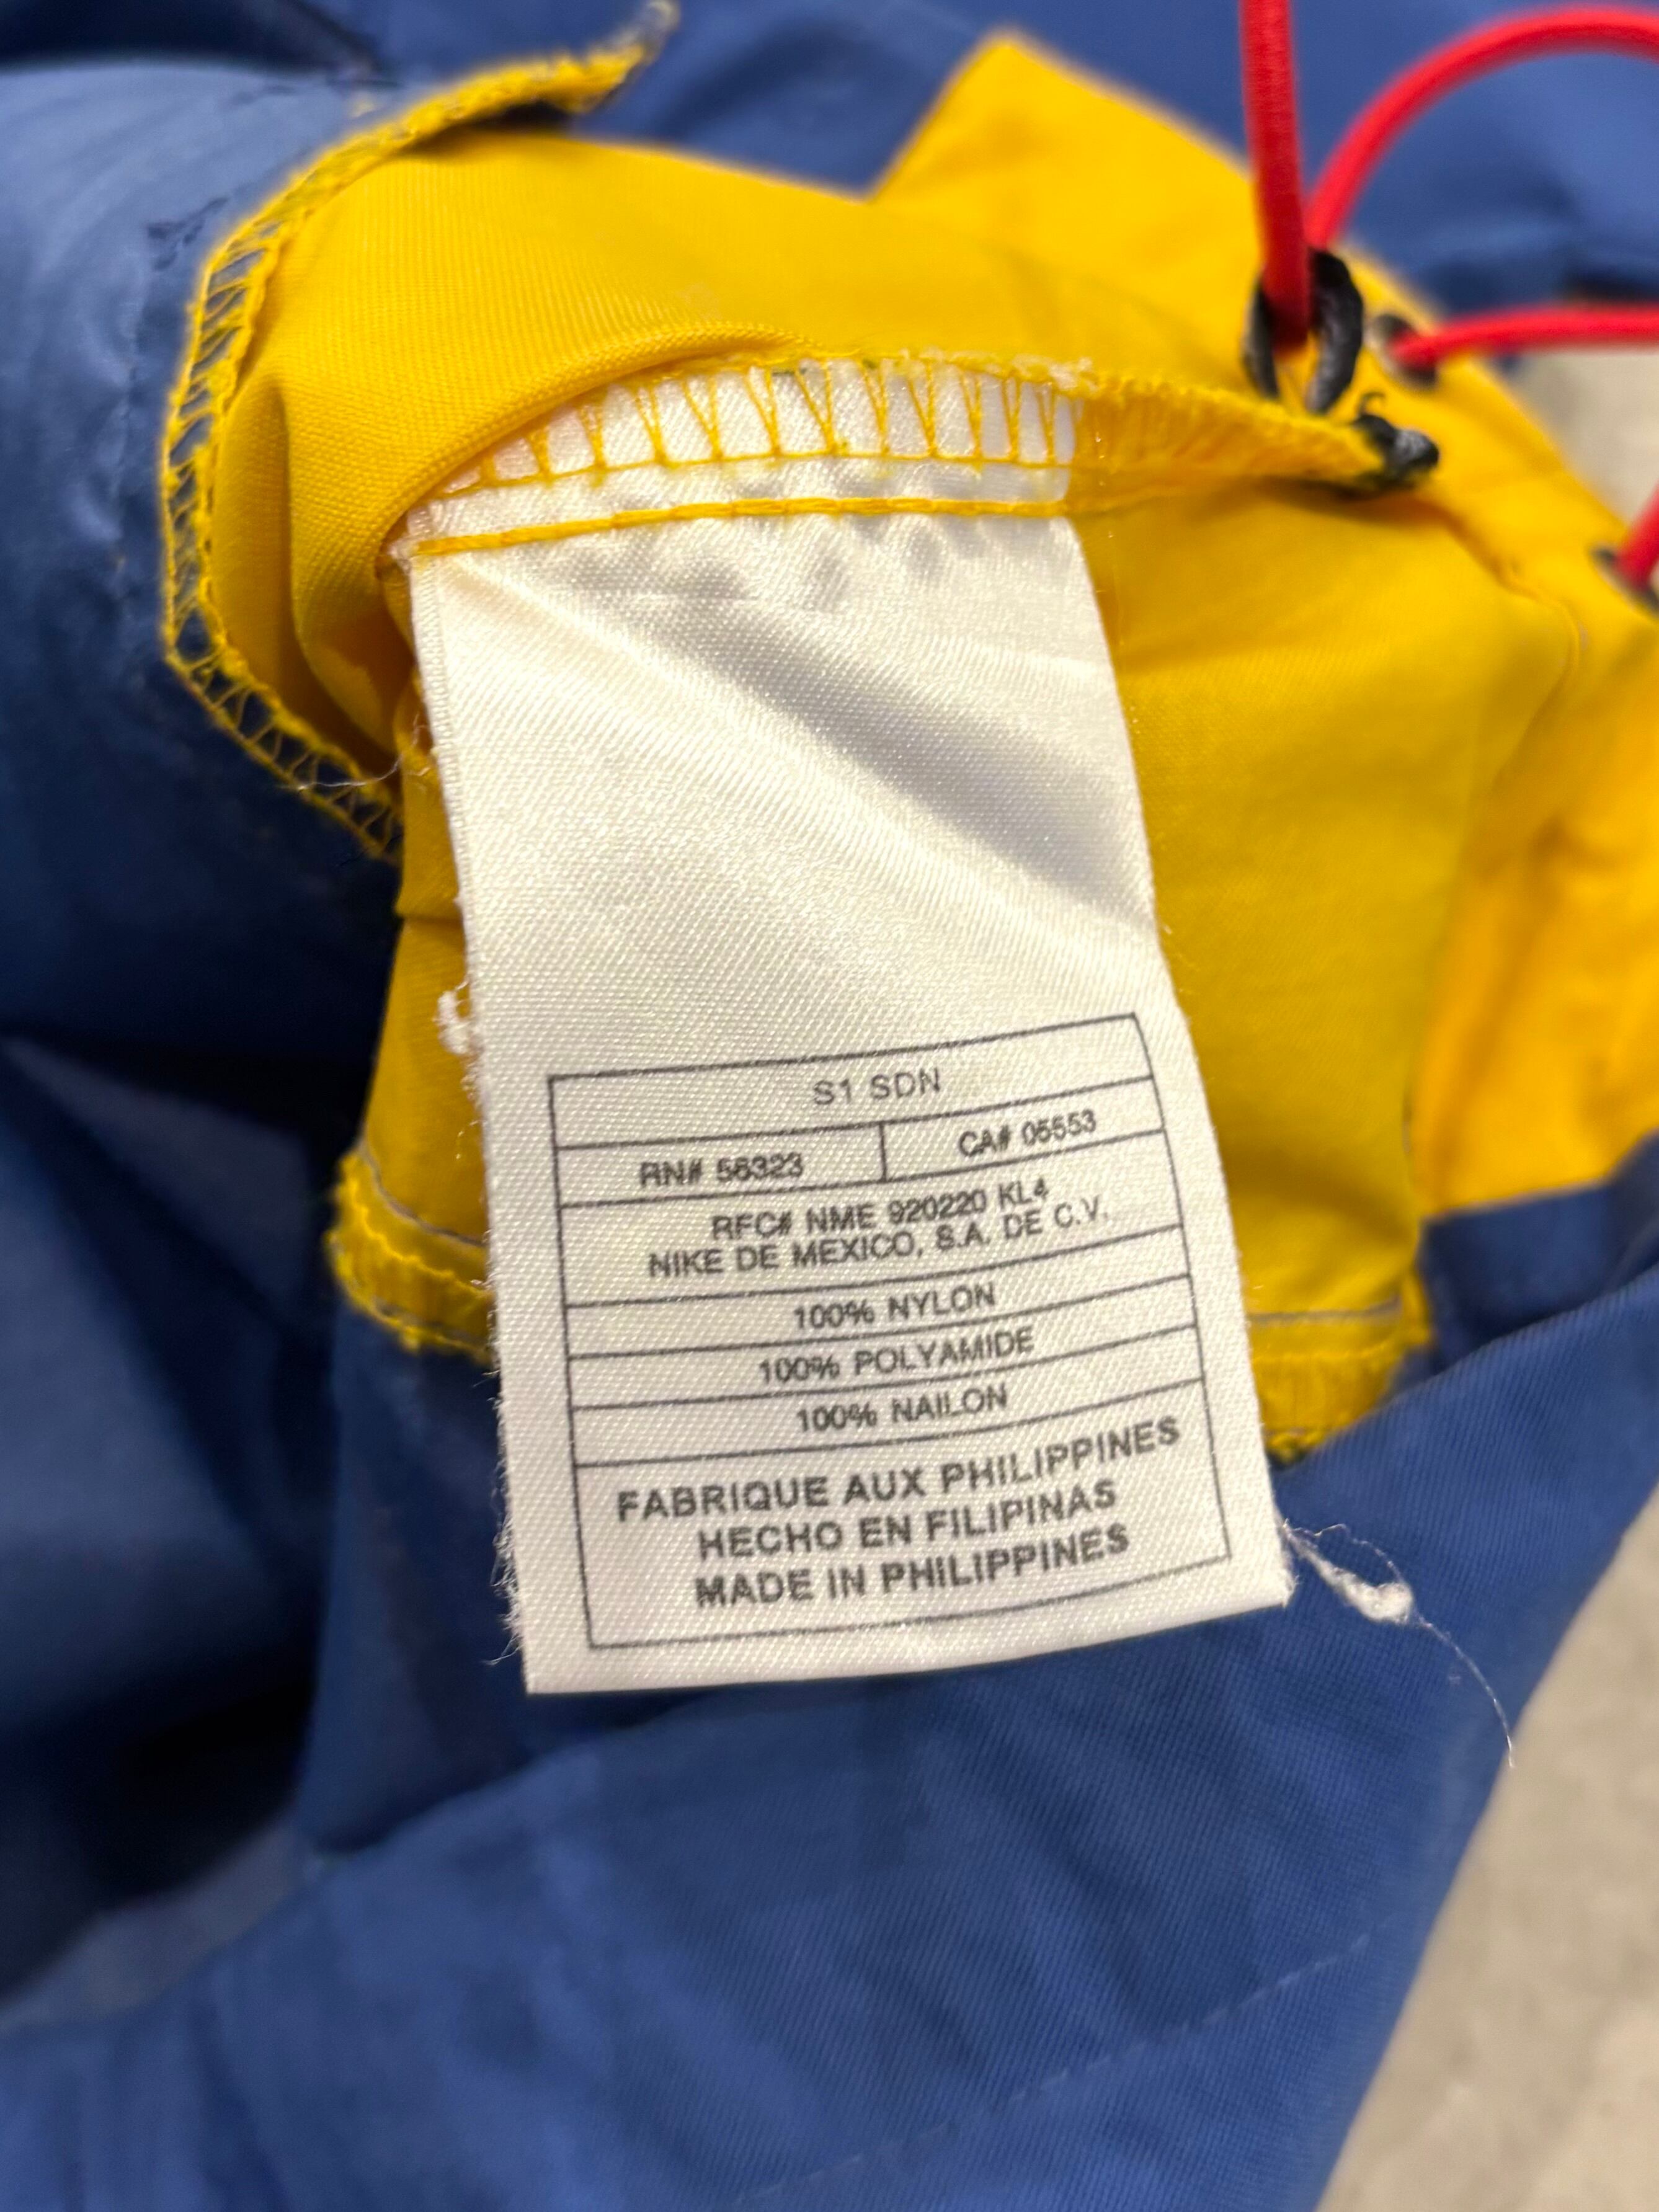 S1 SDN
RN# 56323
CA# 05553
RFC# NME 920220 KL4
NIKE DE MEXICO, S.A. DE C.V.
100% NYLON
100% POLYAMIDE
100% NAILON
FABRIQUE AUX PHILIPPINES
HECHO EN FILIPINAS
MADE IN PHILIPPINES